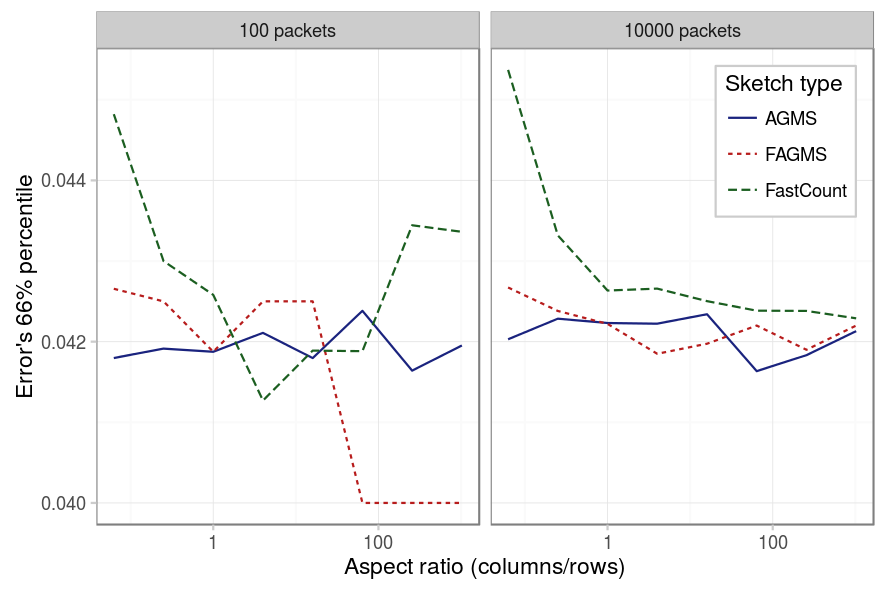 100 packets
10000 packets
Sketch type
AGMS
FAGMS
FastCount
Error's 66% percentile
0.044
0.042
0.040
1
100
1
100
Aspect ratio (columns/rows)